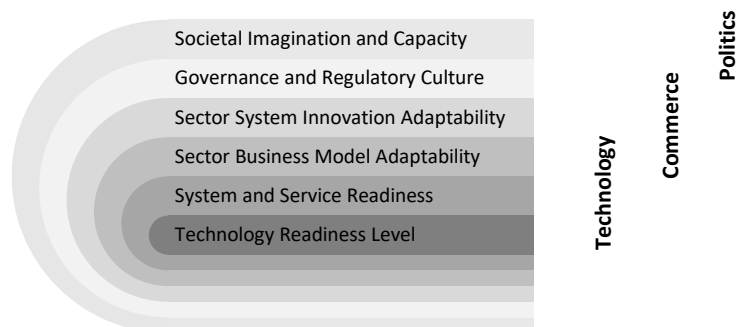 Societal Imagination and Capacity
Governance and Regulatory Culture
Sector System Innovation Adaptability
Sector Business Model Adaptability
System and Service Readiness
Technology Readiness Level
Technology
Commerce
Politics